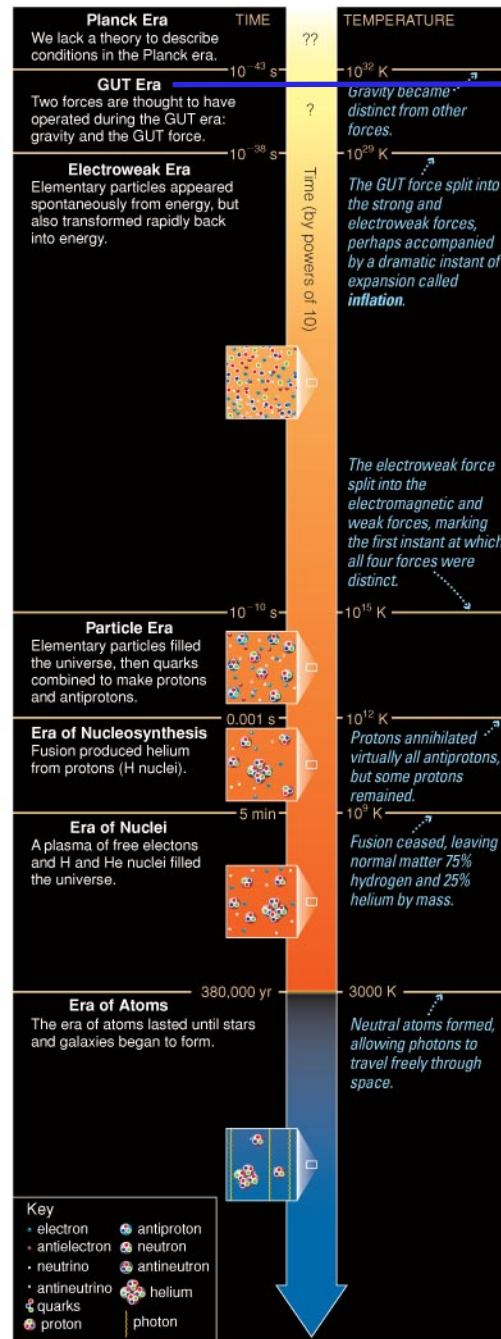 Planck Era
We lack a theory to describe
conditions in the Planck era.
TIME
??
TEMPERATURE
10⁻⁴³ s
10³² K
GUT Era
Two forces are thought to have
operated during the GUT era:
gravity and the GUT force.
?
Gravity became
distinct from other
forces.
10⁻³⁸ s
10²⁹ K
Electroweak Era
Elementary particles appeared
spontaneously from energy, but
also transformed rapidly back
into energy.
Time (by powers of 10)
The GUT force split into
the strong and
electroweak forces,
perhaps accompanied
by a dramatic instant of
expansion called
inflation.
The electroweak force
split into the
electromagnetic and
weak forces, marking
the first instant at which
all four forces were
distinct.
10⁻¹⁰ s
10¹⁵ K
Particle Era
Elementary particles filled
the universe, then quarks
combined to make protons
and antiprotons.
0.001 s
10¹² K
Era of Nucleosynthesis
Fusion produced helium
from protons (H nuclei).
Protons annihilated
virtually all antiprotons,
but some protons
remained.
5 min
10⁹ K
Era of Nuclei
A plasma of free electons
and H and He nuclei filled
the universe.
Fusion ceased, leaving
normal matter 75%
hydrogen and 25%
helium by mass.
380,000 yr
3000 K
Era of Atoms
The era of atoms lasted until stars
and galaxies began to form.
Neutral atoms formed,
allowing photons to
travel freely through
space.
Key
electron
antielectron
neutrino
antineutrino
quarks
proton
antiproton
neutron
antineutron
helium
photon